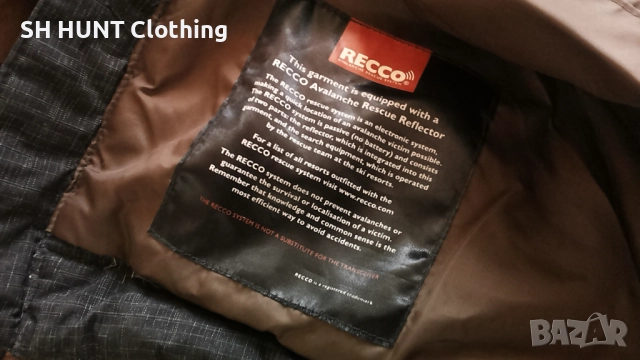 SH HUNT Clothing
RECCO
This garment is equipped with a
RECCO Avalanche Rescue Reflector
The RECCO rescue system is an electronic system,
making a quick location of an avalanche victim possible.
The RECCO system is passive (no battery) and consists
of two parts: the reflector, which is integrated into this
garment, and the search equipment, which is operated
by the rescue team at the ski resorts.
For a list of all resorts outfitted with the
RECCO rescue system visit www.recco.com
The RECCO system does not prevent avalanches or
guarantee the survival or localisation of a victim.
Remember that knowledge and common sense is the
most efficient way to avoid accidents.
THE RECCO SYSTEM IS NOT A SUBSTITUTE FOR THE TRANSCEIVER
RECCO is a registered trademark
BAZAR